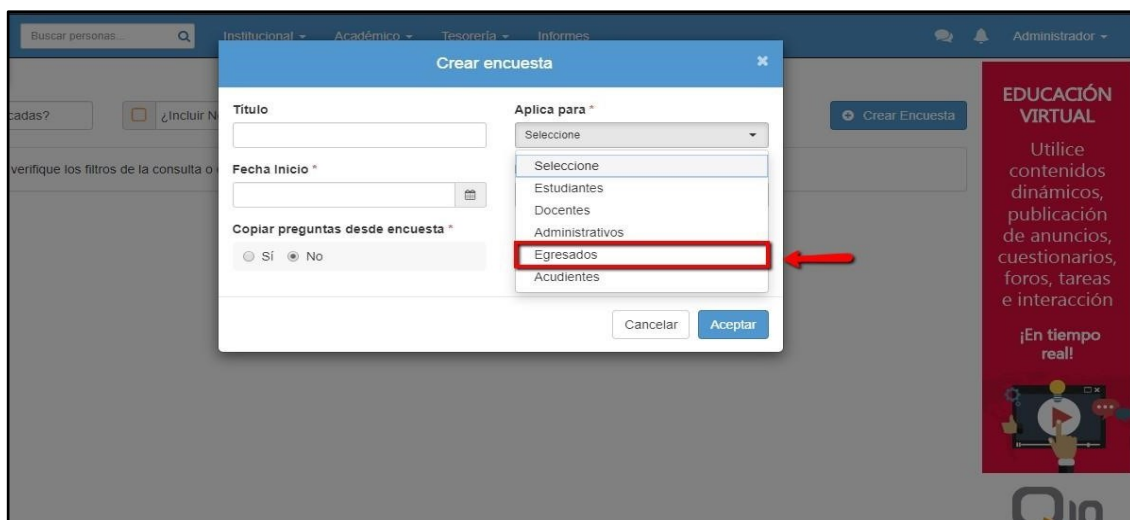 Buscar personas...
Institucional
Académico
Tesorería
Informes
Administrador
Crear encuesta
cadas?
¿Incluir N
Crear Encuesta
verifique los filtros de la consulta o
Título
Aplica para *
Seleccione
Fecha Inicio *
Seleccione
Estudiantes
Docentes
Administrativos
Egresados
Acudientes
Copiar preguntas desde encuesta *
Sí
No
Cancelar
Aceptar
EDUCACIÓN
VIRTUAL
Utilice
contenidos
dinámicos,
publicación
de anuncios,
cuestionarios,
foros, tareas
e interacción
¡En tiempo
real!